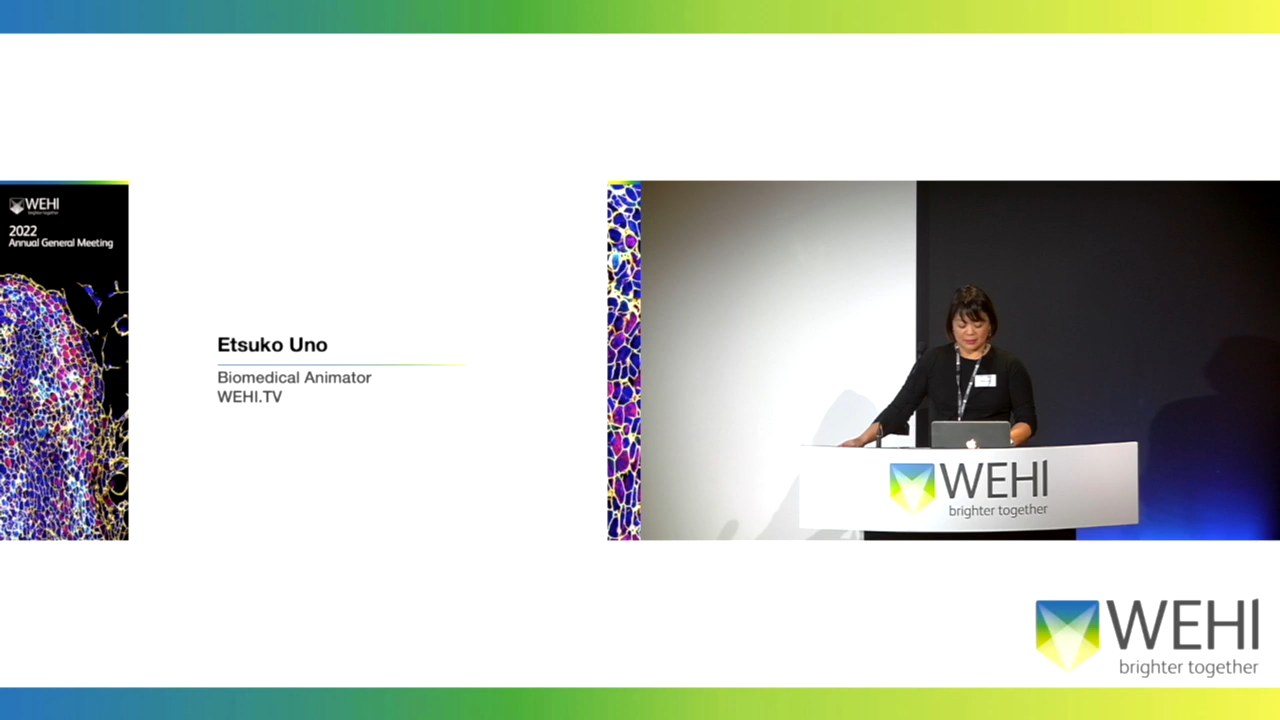 WEHI
brighter together
2022
Annual General Meeting
Etsuko Uno
Biomedical Animator
WEHI.TV
WEHI
brighter together
WEHI
brighter together